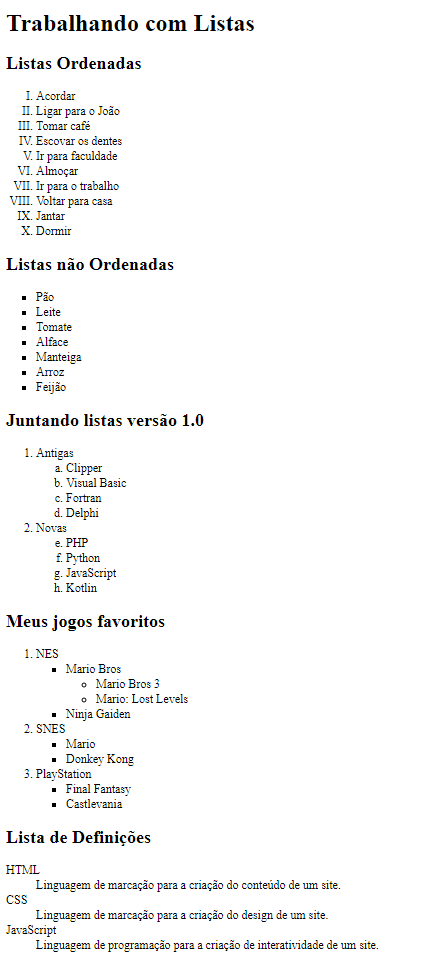 Trabalhando com Listas
Listas Ordenadas
I. Acordar
II. Ligar para o João
III. Tomar café
IV. Escovar os dentes
V. Ir para faculdade
VI. Almoçar
VII. Ir para o trabalho
VIII. Voltar para casa
IX. Jantar
X. Dormir
Listas não Ordenadas
▪ Pão
▪ Leite
▪ Tomate
▪ Alface
▪ Manteiga
▪ Arroz
▪ Feijão
Juntando listas versão 1.0
1. Antigas
a. Clipper
b. Visual Basic
c. Fortran
d. Delphi
2. Novas
e. PHP
f. Python
g. JavaScript
h. Kotlin
Meus jogos favoritos
1. NES
▪ Mario Bros
◦ Mario Bros 3
◦ Mario: Lost Levels
▪ Ninja Gaiden
2. SNES
▪ Mario
▪ Donkey Kong
3. PlayStation
▪ Final Fantasy
▪ Castlevania
Lista de Definições
HTML
Linguagem de marcação para a criação do conteúdo de um site.
CSS
Linguagem de marcação para a criação do design de um site.
JavaScript
Linguagem de programação para a criação de interatividade de um site.